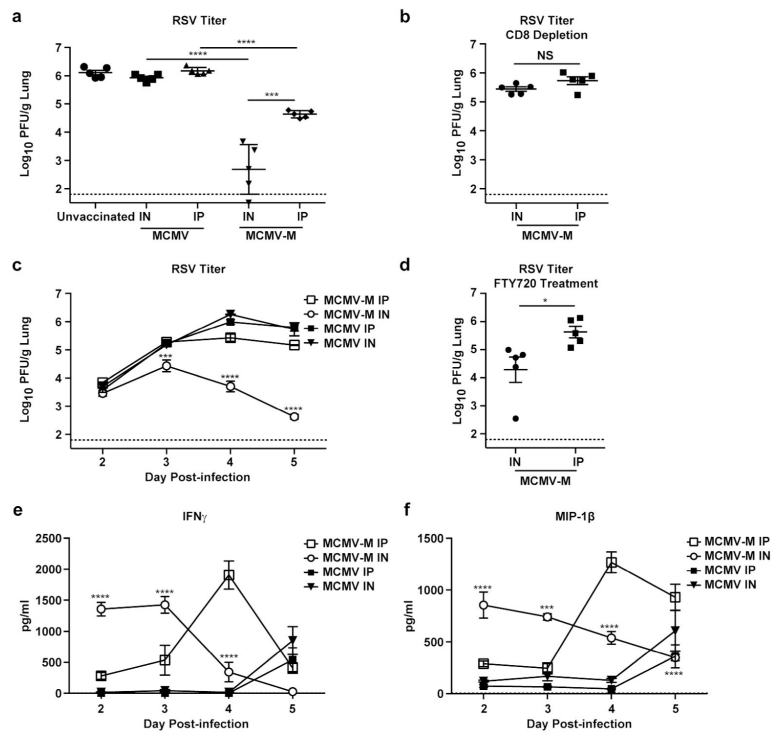 a
RSV Titer
Log10 PFU/g Lung
7
6
5
4
3
2
****
****
***
Unvaccinated IN IP IN IP
MCMV MCMV-M
b
RSV Titer
CD8 Depletion
Log10 PFU/g Lung
7
6
5
4
3
2
NS
IN IP
MCMV-M
c
RSV Titer
Log10 PFU/g Lung
7
6
5
4
3
2
***
****
****
2 3 4 5
Day Post-infection
MCMV-M IP
MCMV-M IN
MCMV IP
MCMV IN
d
RSV Titer
FTY720 Treatment
Log10 PFU/g Lung
7
6
5
4
3
2
*
IN IP
MCMV-M
e
IFNγ
pg/ml
2500
2000
1500
1000
500
0
****
****
****
2 3 4 5
Day Post-infection
MCMV-M IP
MCMV-M IN
MCMV IP
MCMV IN
f
MIP-1β
pg/ml
1500
1000
500
0
****
***
****
****
2 3 4 5
Day Post-infection
MCMV-M IP
MCMV-M IN
MCMV IP
MCMV IN